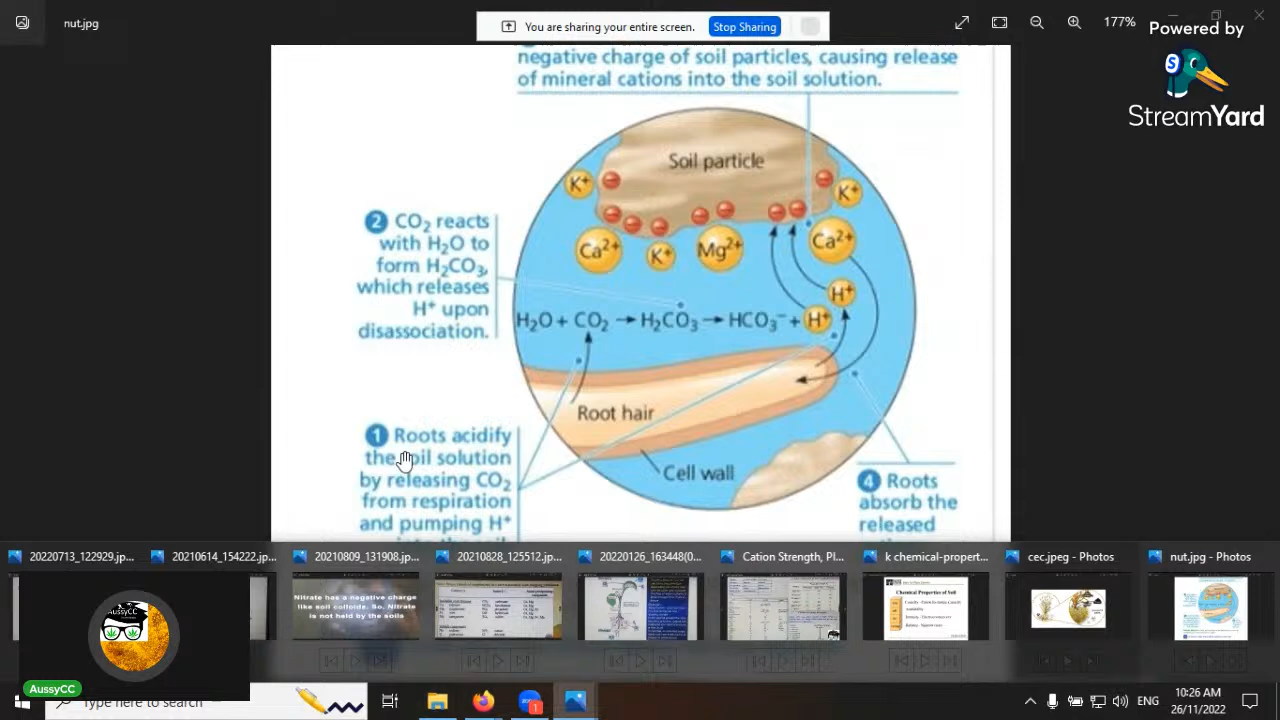 nut.jpg
You are sharing your entire screen.
Stop Sharing
177%
Powered by
StreamYard
negative charge of soil particles, causing release
of mineral cations into the soil solution.
Soil particle
K+
K+
Ca2+
K+
Mg2+
Ca2+
H+
2 CO2 reacts
with H2O to
form H2CO3,
which releases
H+ upon
disassociation.
H2O + CO2 → H2CO3 → HCO3− + H+
Root hair
Cell wall
1 Roots acidify
the soil solution
by releasing CO2
from respiration
and pumping H+
4 Roots
absorb the
released
20220713_122929.jp...
20210614_154222.jp...
20210809_131908.jp...
20210828_125512.jp...
20220126_163448(0...
Cation Strength, Pl...
k chemical-propert...
cec.jpeg - Photos
nut.jpg - Photos
Nitrate has a negative charge
like soil colloids. So, Nitrate
is not held by the soils
Chemical Properties of Soil
AussyCC
AussyCC
Type here to search
zoom
1
ENG
6:26 AM
26/11/2022